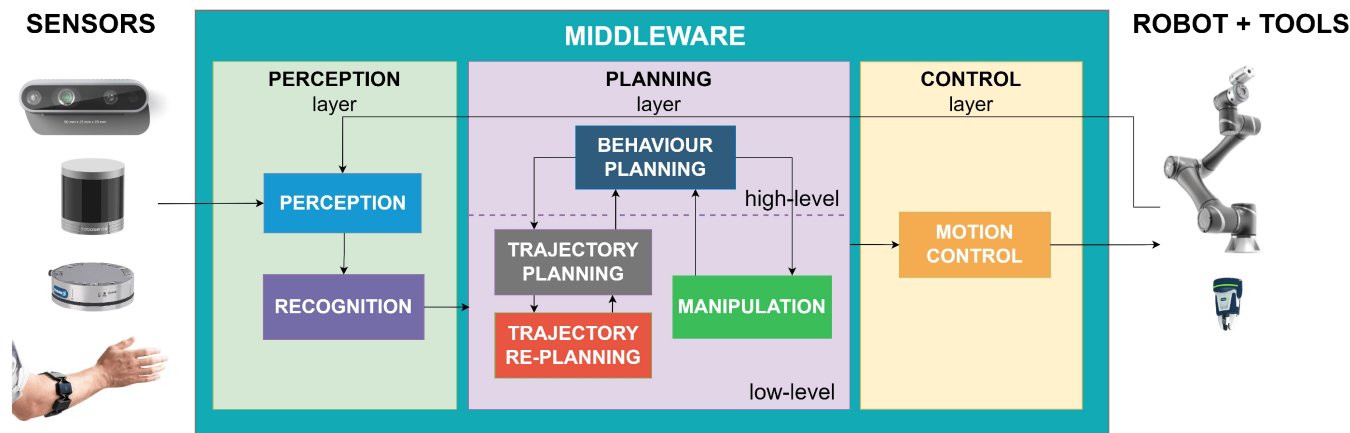 SENSORS
MIDDLEWARE
ROBOT + TOOLS
PERCEPTION
layer
PLANNING
layer
CONTROL
layer
BEHAVIOUR
PLANNING
high-level
PERCEPTION
TRAJECTORY
PLANNING
MOTION
CONTROL
RECOGNITION
MANIPULATION
TRAJECTORY
RE-PLANNING
low-level